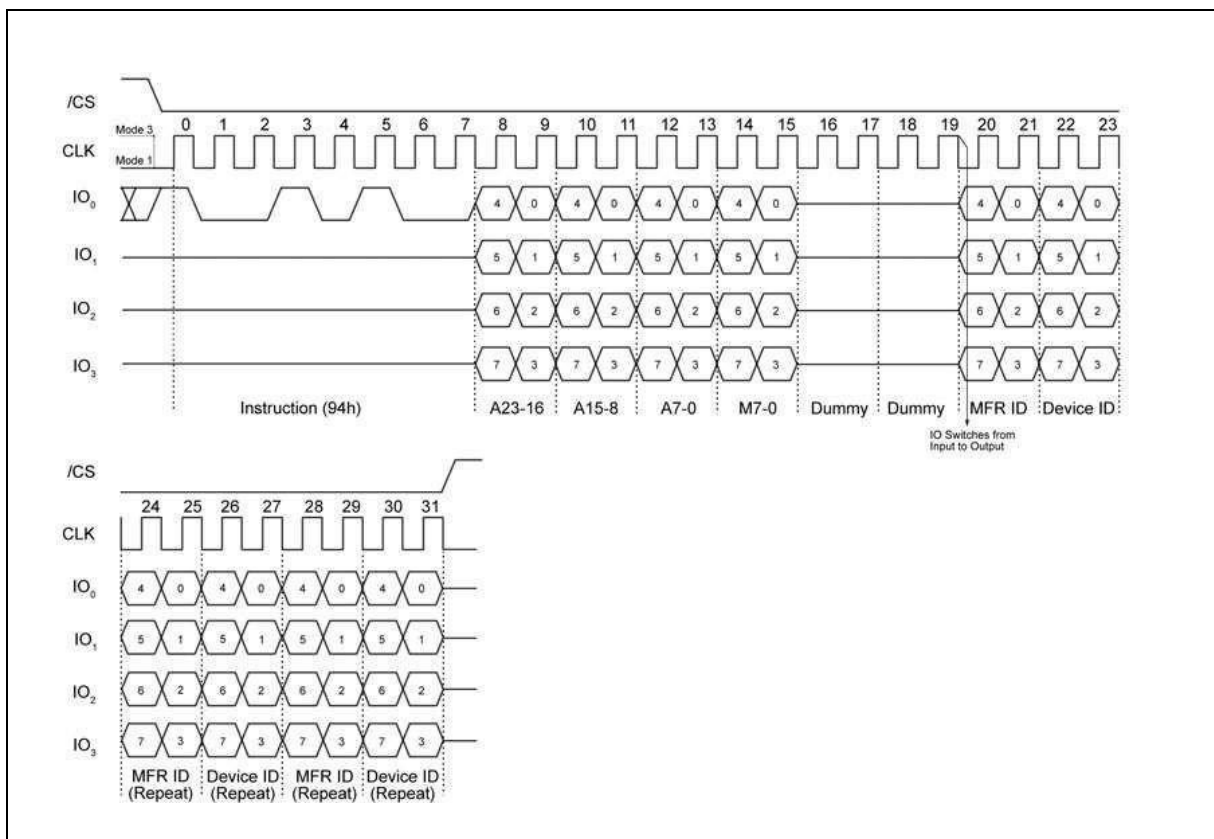 /CS
0 1 2 3 4 5 6 7 8 9 10 11 12 13 14 15 16 17 18 19 20 21 22 23
Mode 3
CLK
Mode 1
IO0 4 0 4 0 4 0 4 0 4 0 4 0
IO1 5 1 5 1 5 1 5 1 5 1 5 1
IO2 6 2 6 2 6 2 6 2 6 2 6 2
IO3 7 3 7 3 7 3 7 3 7 3 7 3
Instruction (94h) A23-16 A15-8 A7-0 M7-0 Dummy Dummy MFR ID Device ID
IO Switches from
Input to Output
/CS
24 25 26 27 28 29 30 31
CLK
IO0 4 0 4 0 4 0 4 0
IO1 5 1 5 1 5 1 5 1
IO2 6 2 6 2 6 2 6 2
IO3 7 3 7 3 7 3 7 3
MFR ID Device ID MFR ID Device ID
(Repeat) (Repeat) (Repeat) (Repeat)